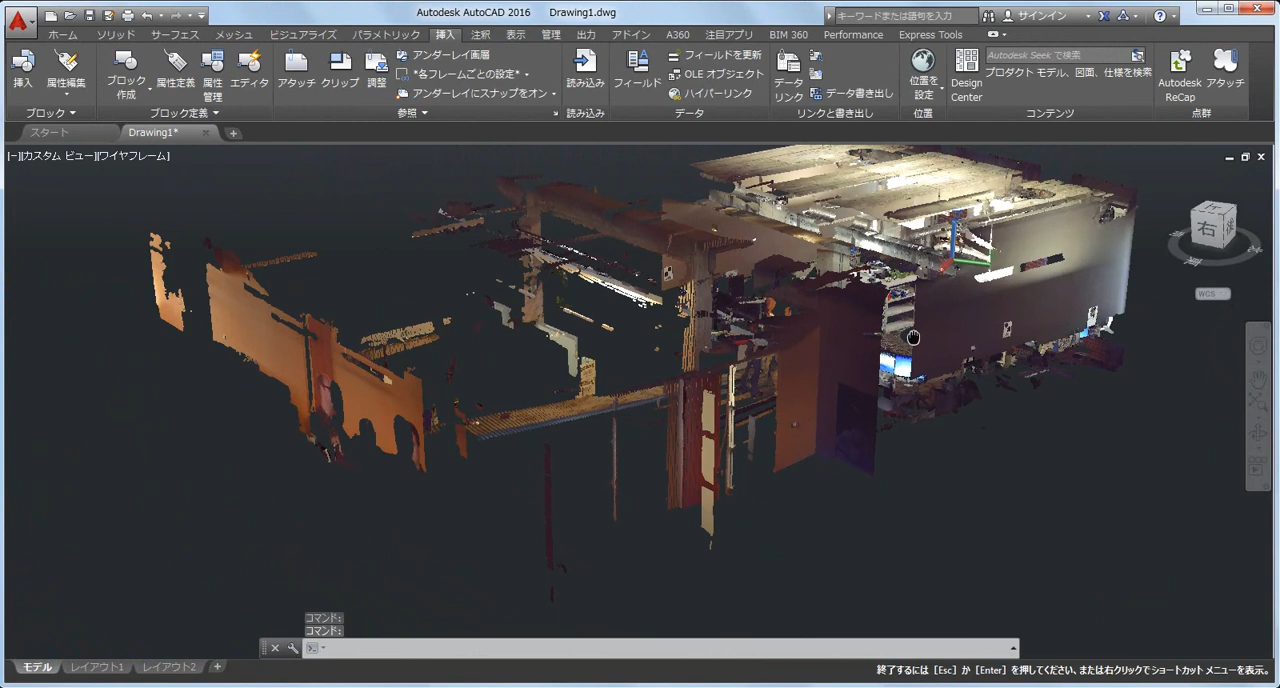 Autodesk AutoCAD 2016 Drawing1.dwg
キーワードまたは語句を入力
サインイン
ホーム ソリッド サーフェス メッシュ ビジュアライズ パラメトリック 挿入 注釈 表示 管理 出力 アドイン A360 注目アプリ BIM 360 Performance Express Tools
挿入
属性編集
ブロック
作成
属性定義
属性
管理
エディタ
アタッチ
クリップ
調整
アンダーレイ画層
*各フレームごとの設定*
アンダーレイにスナップをオン
読み込み
フィールド
フィールドを更新
OLE オブジェクト
ハイパーリンク
データ
リンク
データ書き出し
位置を
設定
Design
Center
Autodesk Seek で検索
プロダクト モデル、図面、仕様を検索
Autodesk
ReCap
アタッチ
ブロック ブロック定義 参照 読み込み データ リンクと書き出し 位置 コンテンツ 点群
スタート Drawing1*
[−][カスタム ビュー][ワイヤフレーム]
上
右
後
WCS
コマンド:
コマンド:
モデル レイアウト1 レイアウト2
終了するには [Esc] か [Enter] を押してください、または右クリックでショートカット メニューを表示。